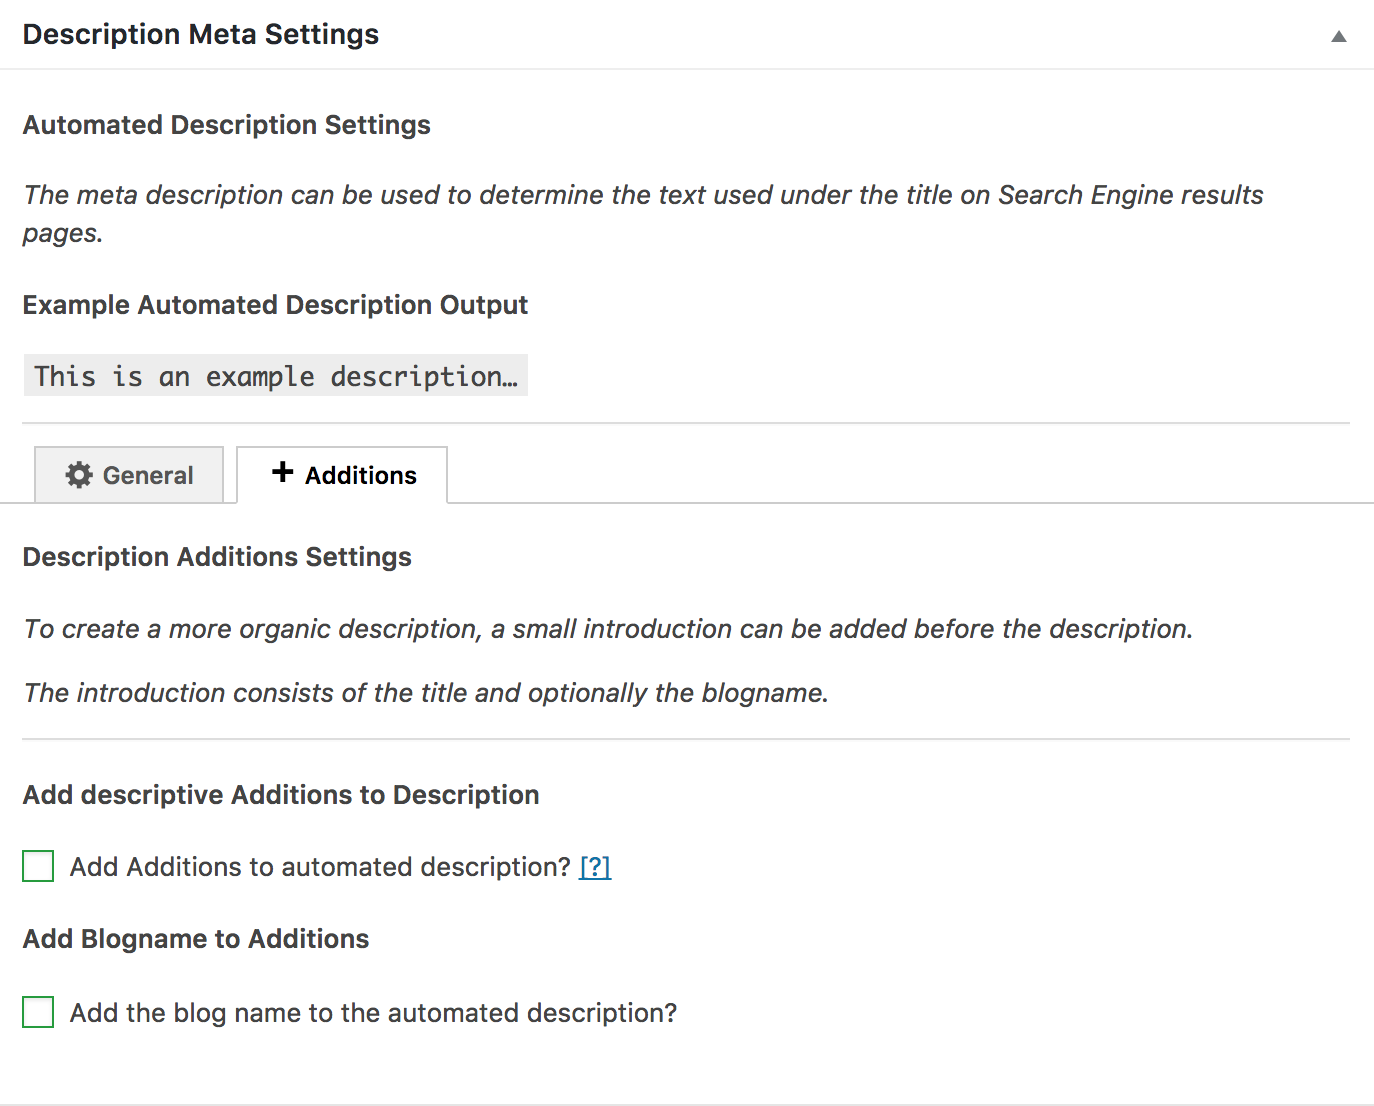 Description Meta Settings
Automated Description Settings
The meta description can be used to determine the text used under the title on Search Engine results
pages.
Example Automated Description Output
This is an example description…
General
Additions
Description Additions Settings
To create a more organic description, a small introduction can be added before the description.
The introduction consists of the title and optionally the blogname.
Add descriptive Additions to Description
Add Additions to automated description? [?]
Add Blogname to Additions
Add the blog name to the automated description?